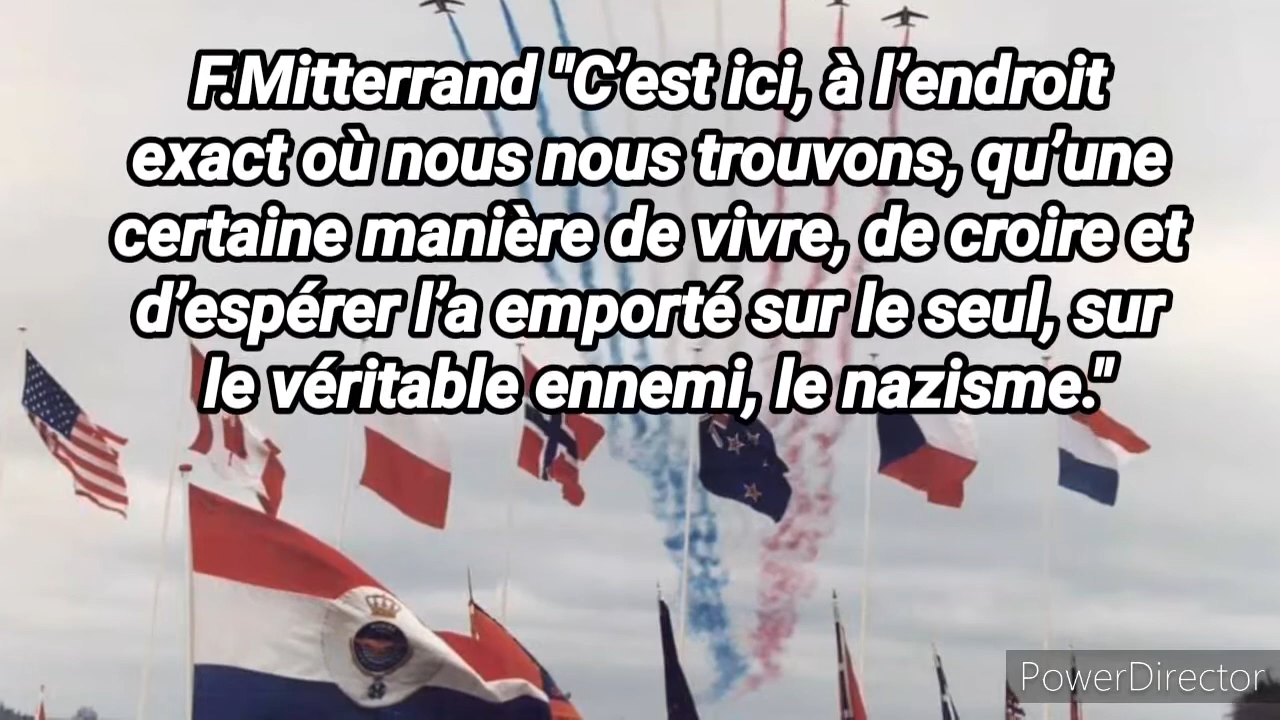 F.Mitterrand "C’est ici, à l’endroit
exact où nous nous trouvons, qu’une
certaine manière de vivre, de croire et
d’espérer l’a emporté sur le seul, sur
le véritable ennemi, le nazisme."
PowerDirector